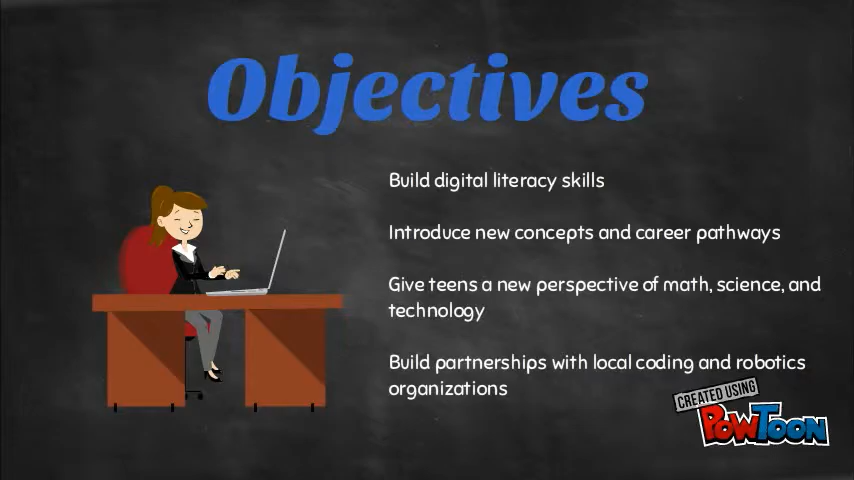 Objectives
Build digital literacy skills
Introduce new concepts and career pathways
Give teens a new perspective of math, science, and
technology
Build partnerships with local coding and robotics
organizations
CREATED USING
POWTOON